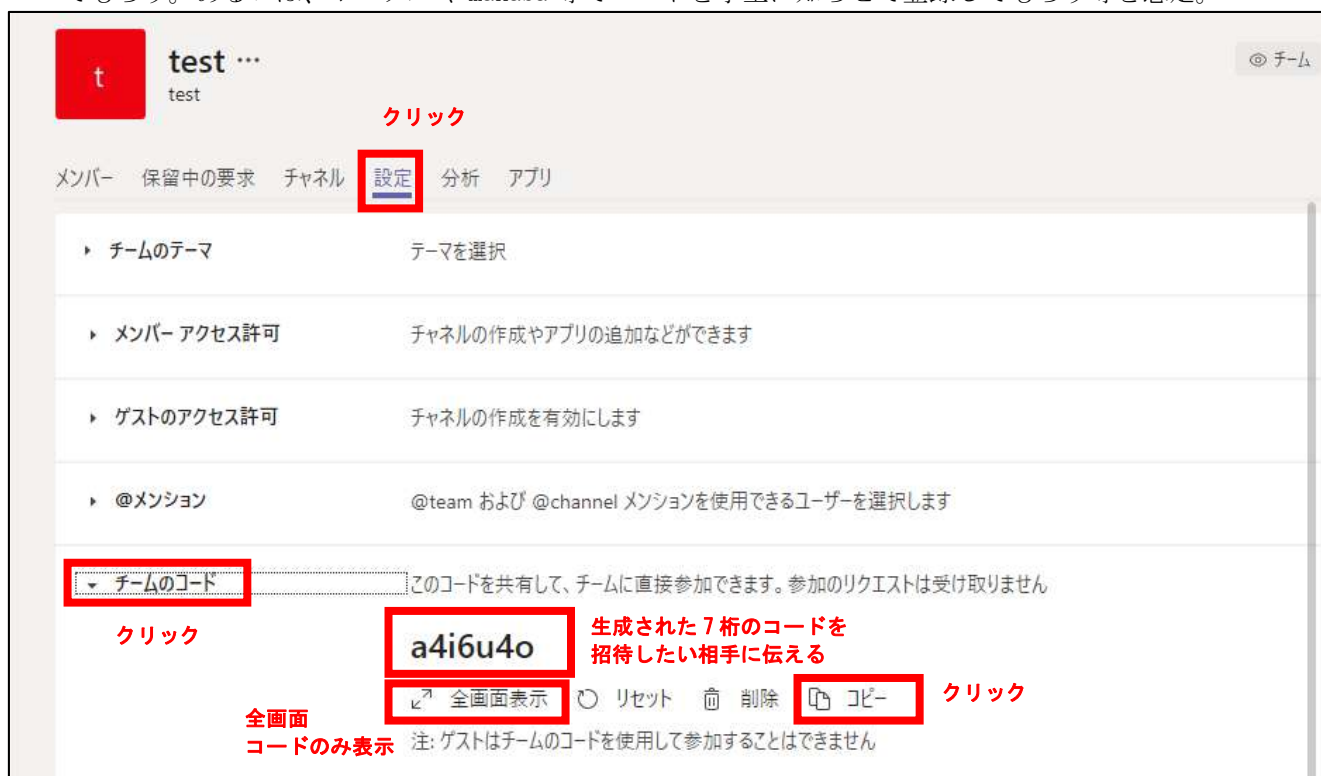 test …
t
test
チーム
クリック
メンバー 保留中の要求 チャネル 設定 分析 アプリ
チームのテーマ テーマを選択
メンバー アクセス許可 チャネルの作成やアプリの追加などができます
ゲストのアクセス許可 チャネルの作成を有効にします
@メンション @team および @channel メンションを使用できるユーザーを選択します
チームのコード このコードを共有して、チームに直接参加できます。参加のリクエストは受け取りません
クリック
a4i6u4o
生成された7桁のコードを
招待したい相手に伝える
全画面表示 リセット 削除 コピー クリック
全画面
コードのみ表示
注: ゲストはチームのコードを使用して参加することはできません